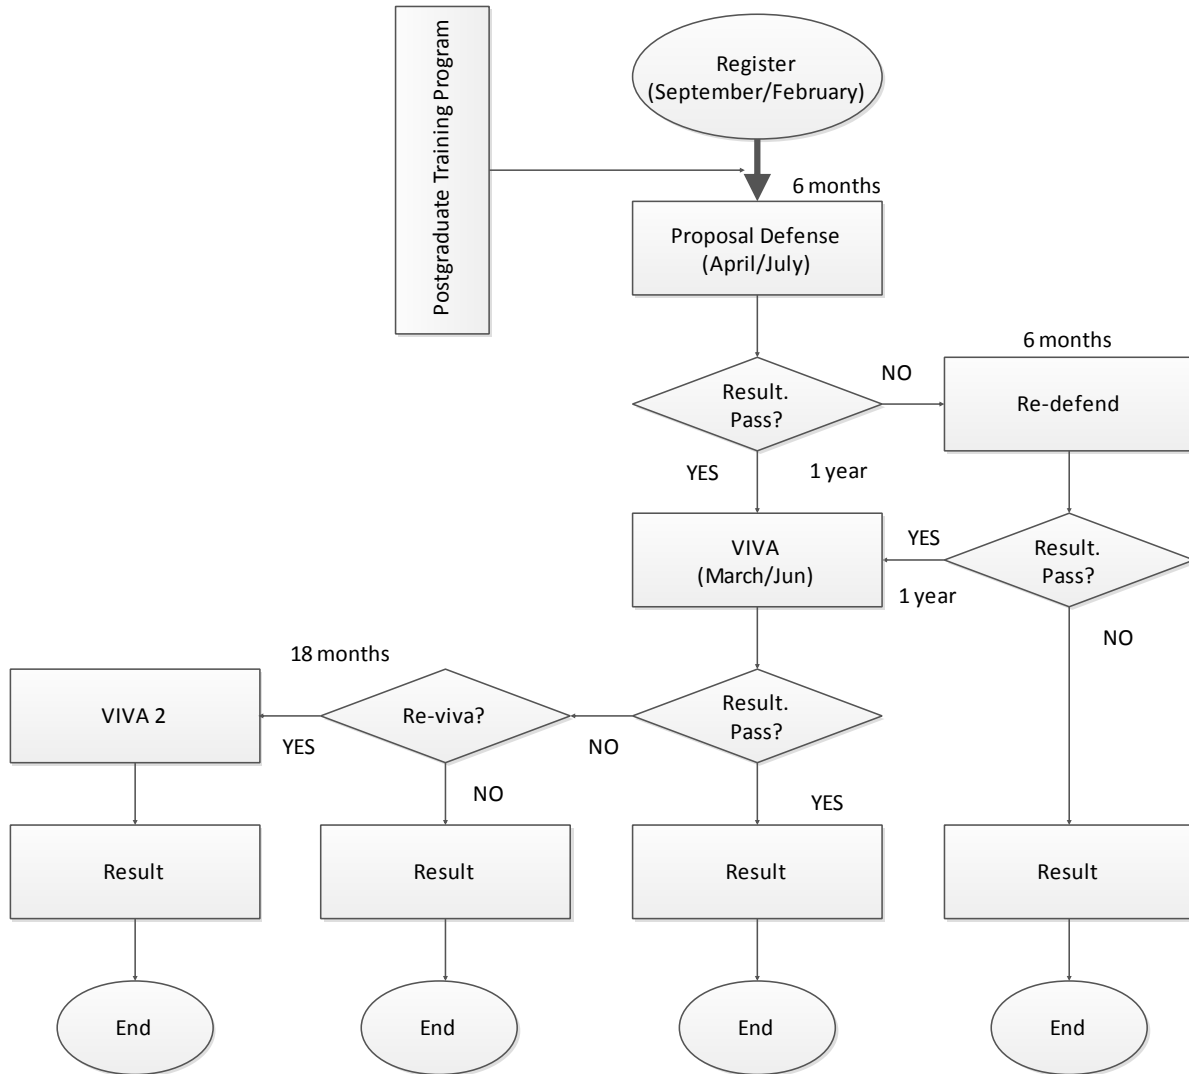 Postgraduate Training Program
Register
(September/February)
6 months
Proposal Defense
(April/July)
6 months
NO
Result.
Pass?
Re-defend
YES
1 year
VIVA
(March/Jun)
YES
Result.
Pass?
1 year
NO
18 months
VIVA 2
Re-viva?
Result.
Pass?
YES
NO
NO
YES
Result
Result
Result
Result
End
End
End
End